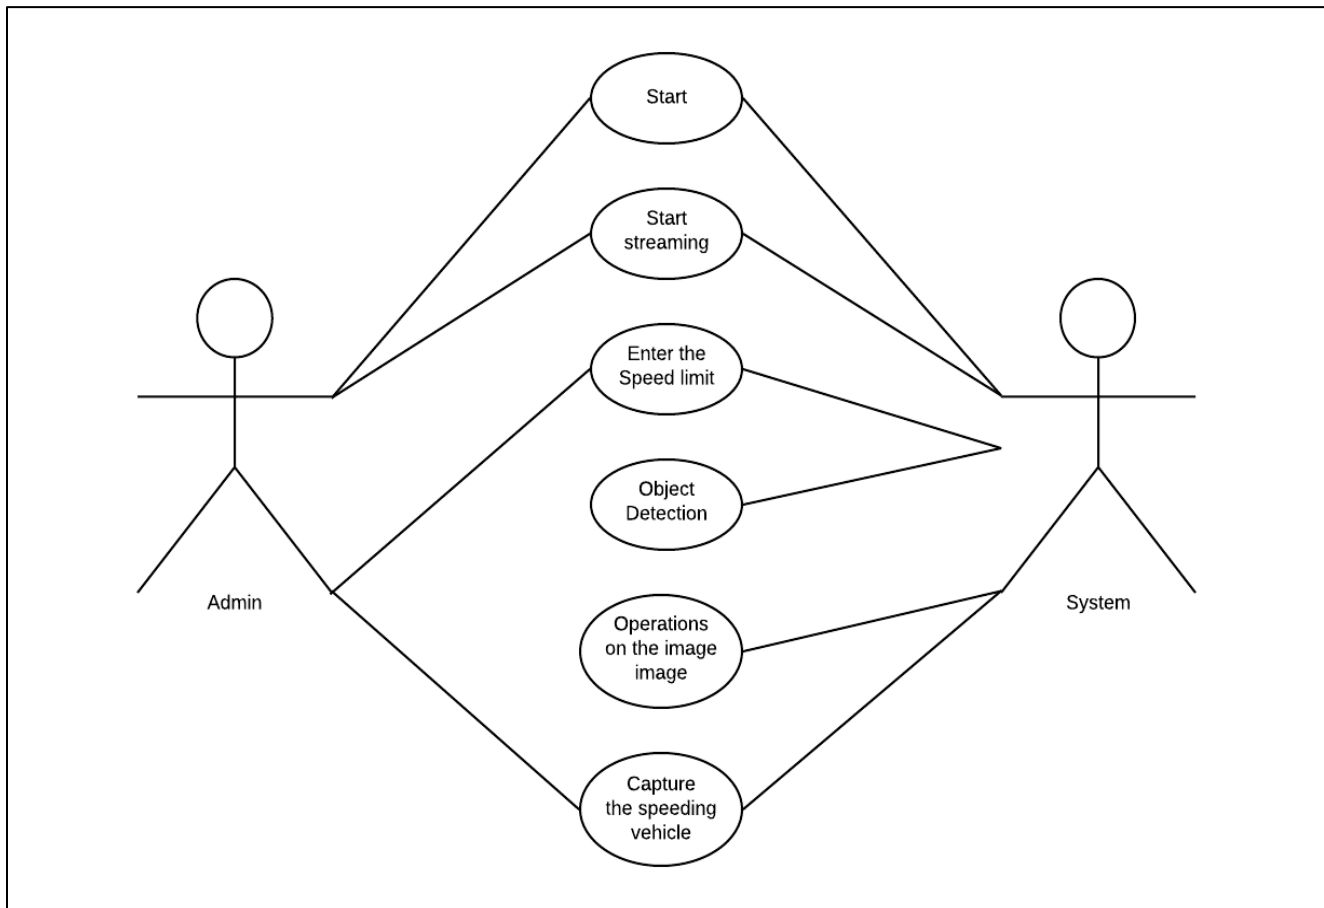 Start
Start
streaming
Enter the
Speed limit
Object
Detection
Admin
System
Operations
on the image
image
Capture
the speeding
vehicle